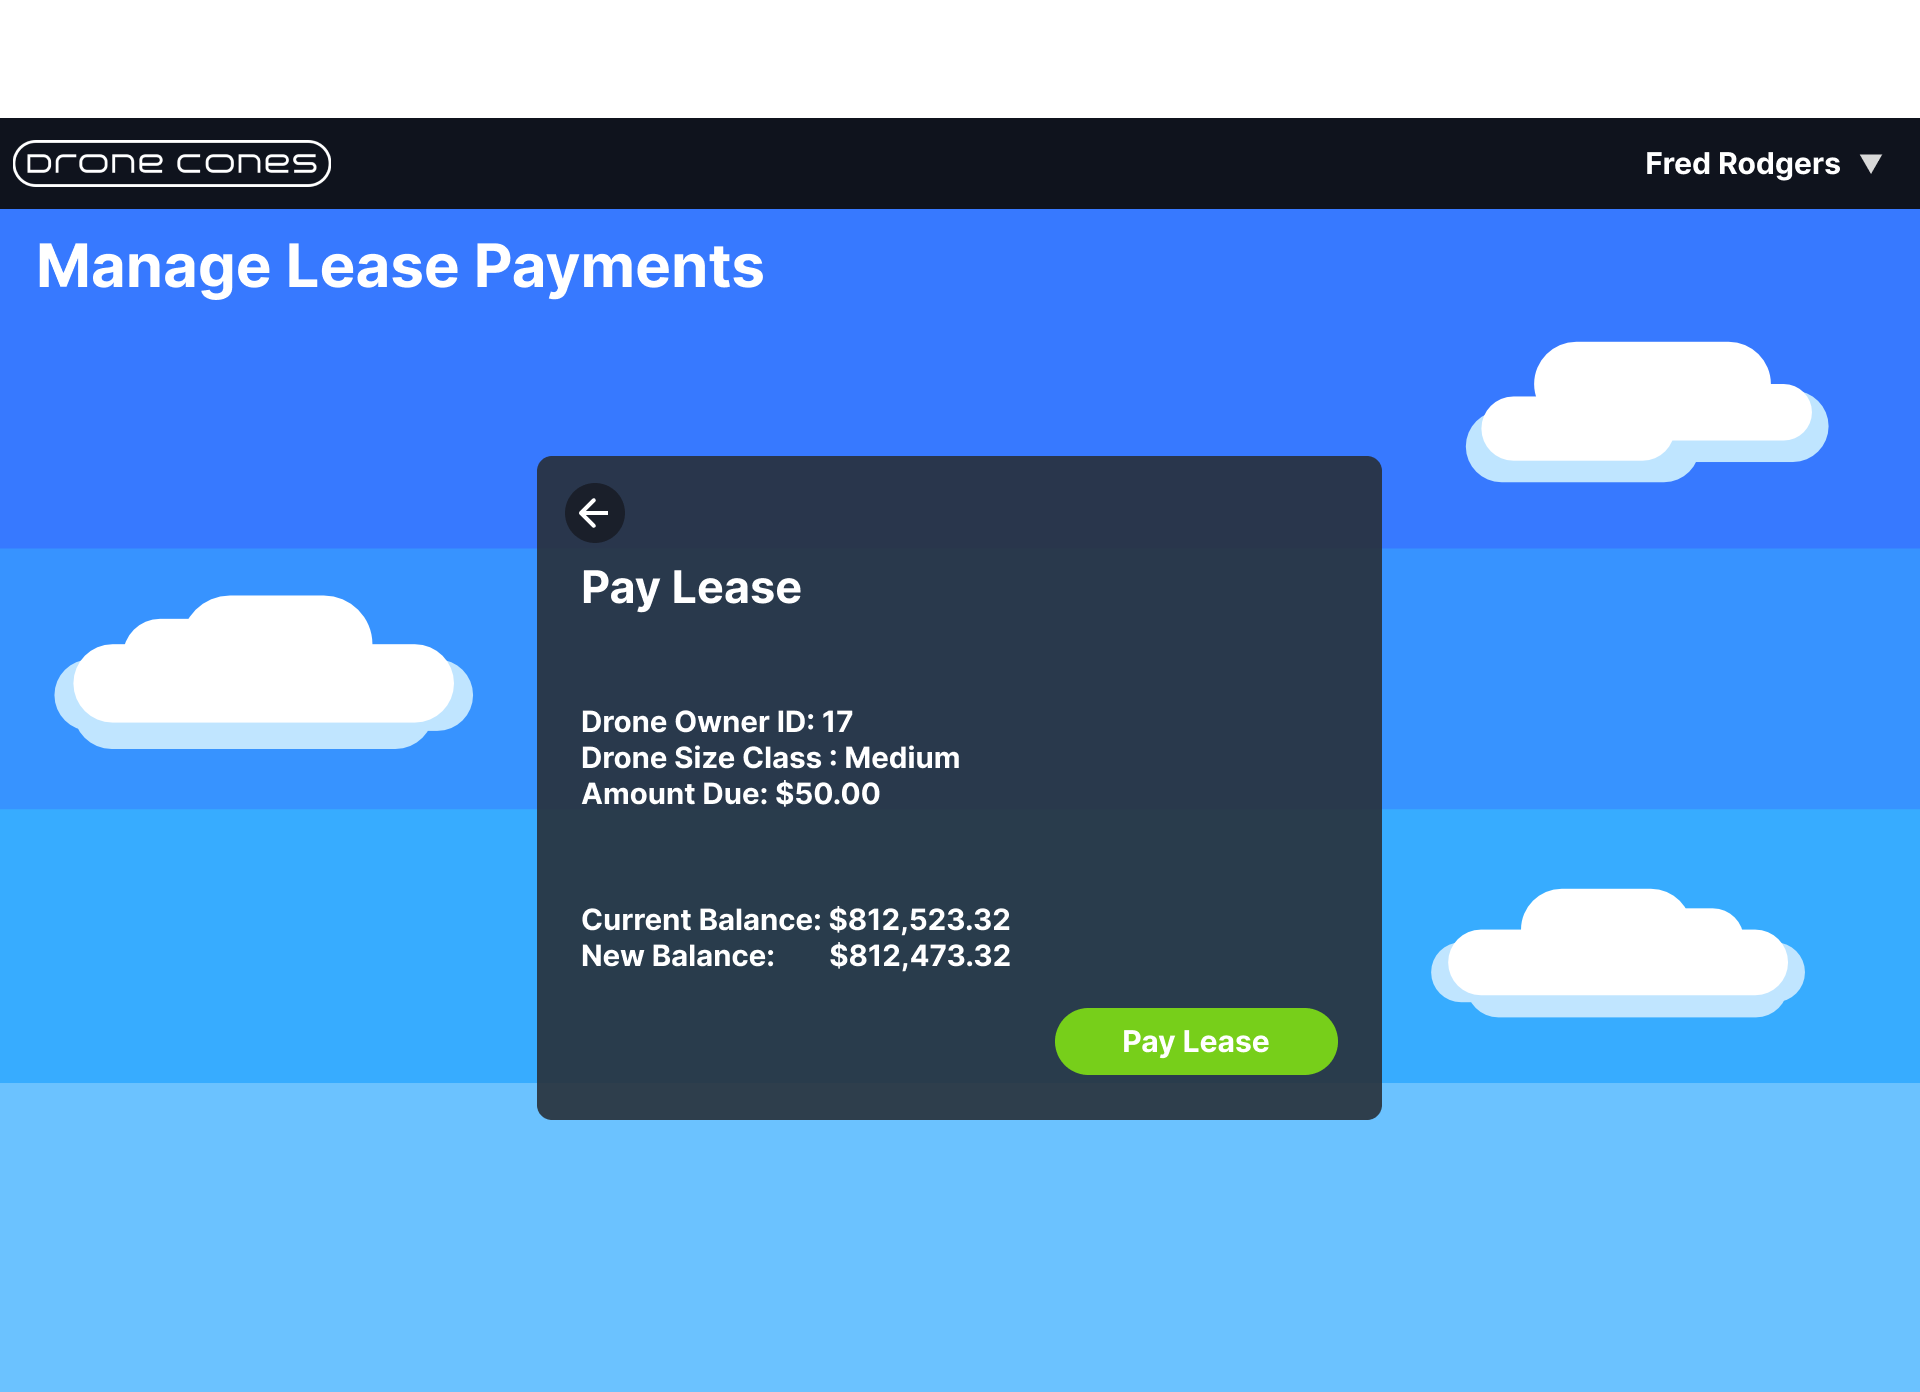 Drone Cones
Fred Rodgers ▼
Manage Lease Payments
Pay Lease
Drone Owner ID: 17
Drone Size Class : Medium
Amount Due: $50.00
Current Balance: $812,523.32
New Balance: $812,473.32
Pay Lease